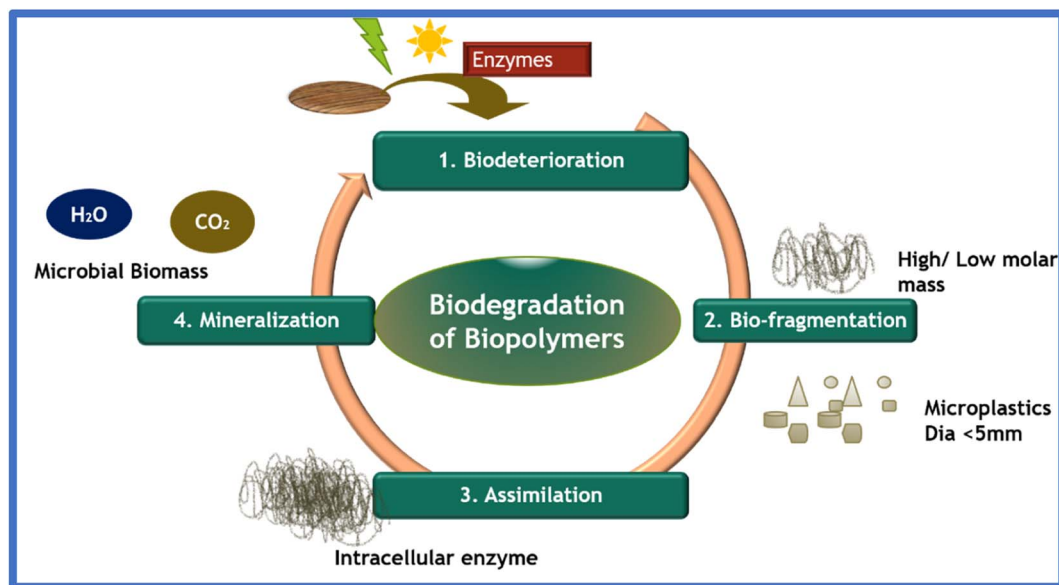 Enzymes
1. Biodeterioration
H₂O
CO₂
Microbial Biomass
High/ Low molar
mass
4. Mineralization
Biodegradation
of Biopolymers
2. Bio-fragmentation
Microplastics
Dia <5mm
3. Assimilation
Intracellular enzyme